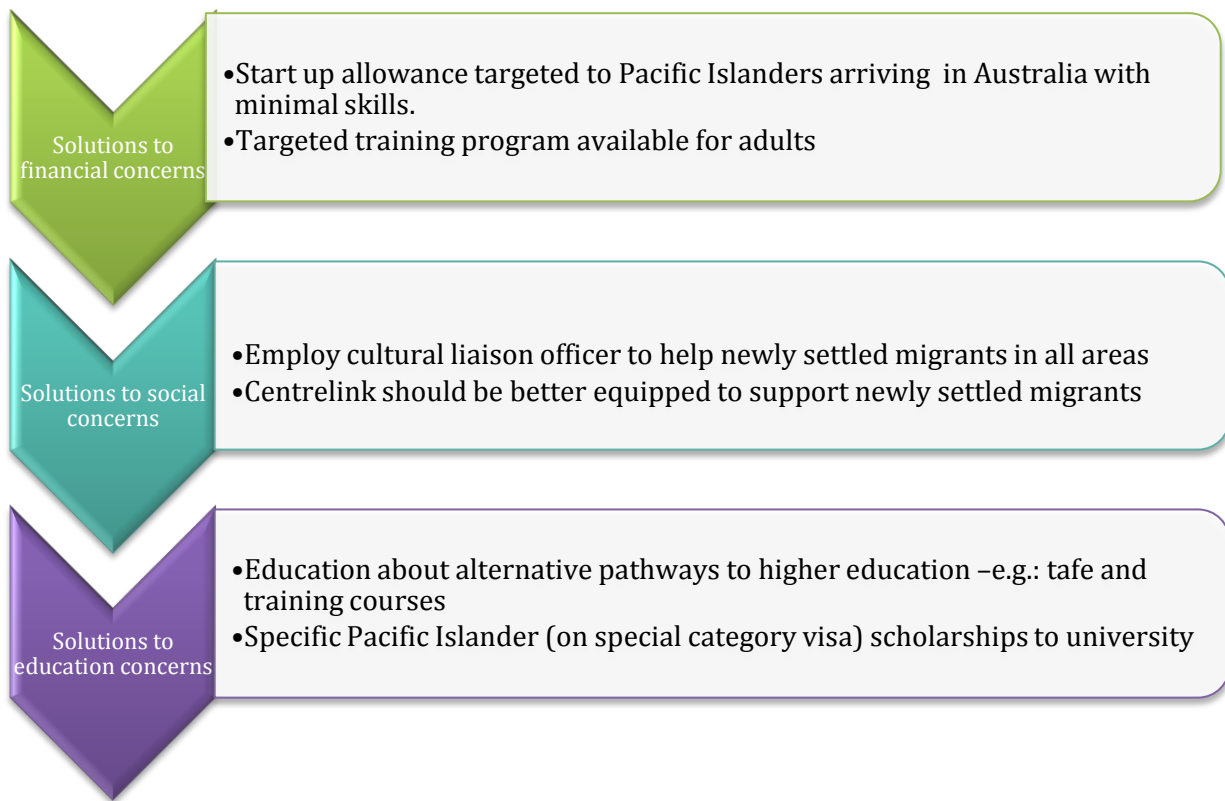 Solutions to
financial concerns
•Start up allowance targeted to Pacific Islanders arriving  in Australia with
minimal skills.
•Targeted training program available for adults
Solutions to social
concerns
•Employ cultural liaison officer to help newly settled migrants in all areas
•Centrelink should be better equipped to support newly settled migrants
Solutions to
education concerns
•Education about alternative pathways to higher education –e.g.: tafe and
training courses
•Specific Pacific Islander (on special category visa) scholarships to university